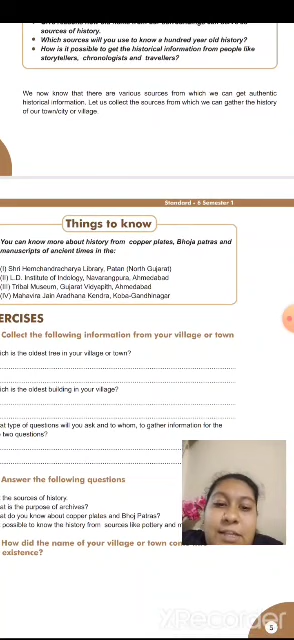 sources of history.
• Which sources will you use to know a hundred year old history?
• How is it possible to get the historical information from people like
storytellers, chronologists and travellers?
We now know that there are various sources from which we can get authentic
historical information. Let us collect the sources from which we can gather the history
of our town/city or village.
Standard - 6 Semester 1
Things to know
You can know more about history from copper plates, Bhoja patras and
manuscripts of ancient times in the:
(I) Shri Hemchandracharya Library, Patan (North Gujarat)
(II) L.D. Institute of Indology, Navarangpura, Ahmedabad
(III) Tribal Museum, Gujarat Vidyapith, Ahmedabad
(IV) Mahavira Jain Aradhana Kendra, Koba-Gandhinagar
ERCISES
Collect the following information from your village or town
ich is the oldest tree in your village or town?
ich is the oldest building in your village?
at type of questions will you ask and to whom, to gather information for the
two questions?
Answer the following questions
the sources of history.
at is the purpose of archives?
at do you know about copper plates and Bhoj Patras?
possible to know the history from sources like pottery and m
How did the name of your village or town
existence?
5
XRecorder